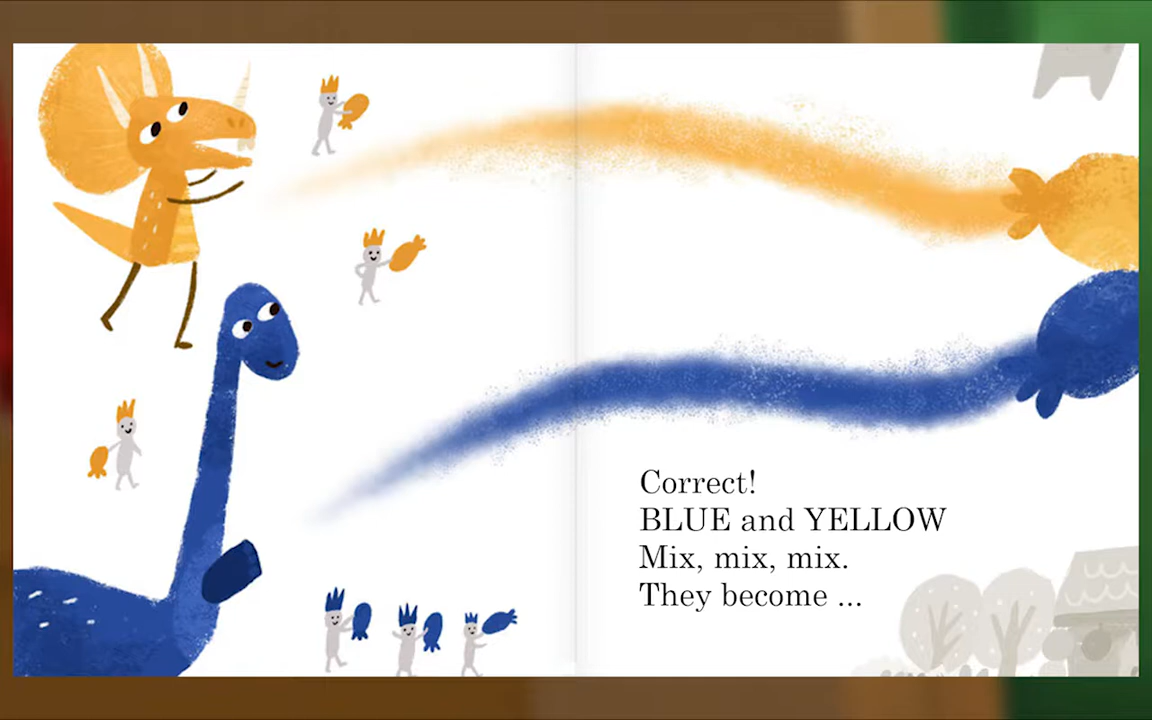 Correct!
BLUE and YELLOW
Mix, mix, mix.
They become ...